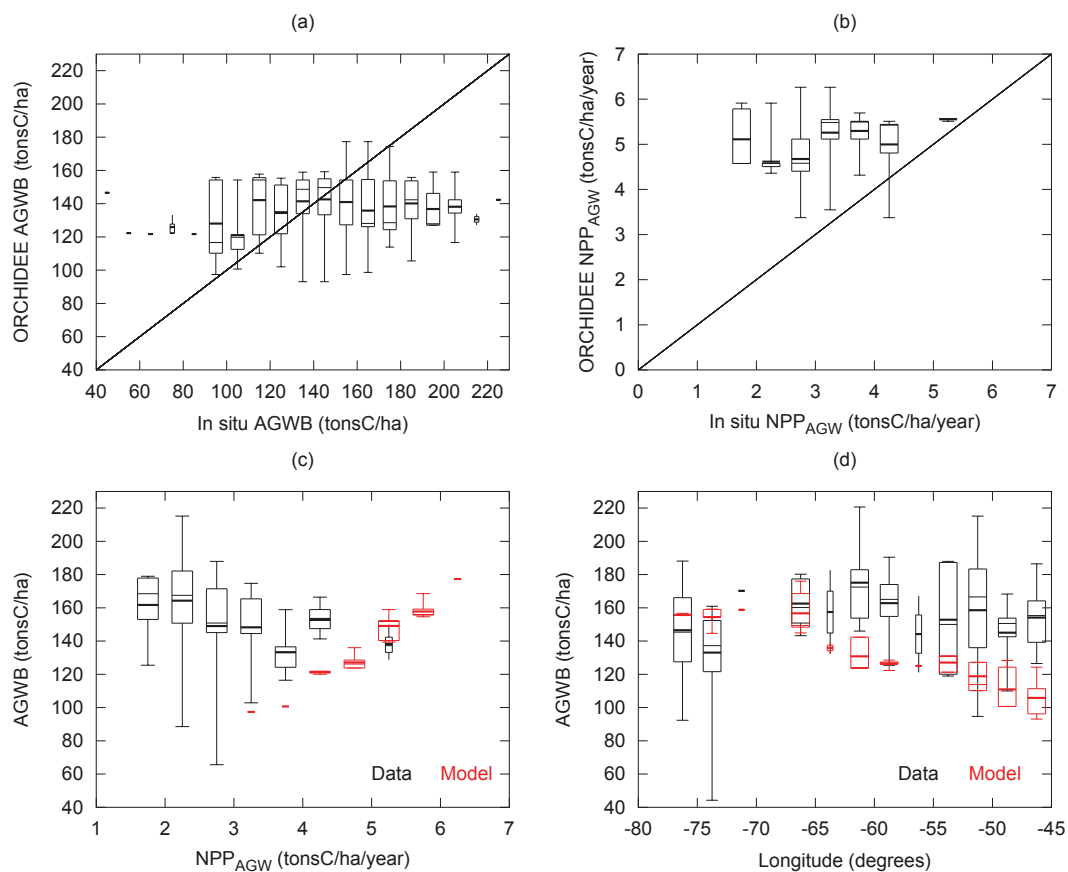 (a)
ORCHIDEE AGWB (tonsC/ha)
220
200
180
160
140
120
100
80
60
40
40 60 80 100 120 140 160 180 200 220
In situ AGWB (tonsC/ha)
(b)
ORCHIDEE NPP_AGW (tonsC/ha/year)
7
6
5
4
3
2
1
0
0 1 2 3 4 5 6 7
In situ NPP_AGW (tonsC/ha/year)
(c)
AGWB (tonsC/ha)
220
200
180
160
140
120
100
80
60
40
Data Model
1 2 3 4 5 6 7
NPP_AGW (tonsC/ha/year)
(d)
AGWB (tonsC/ha)
220
200
180
160
140
120
100
80
60
40
Data Model
-80 -75 -70 -65 -60 -55 -50 -45
Longitude (degrees)